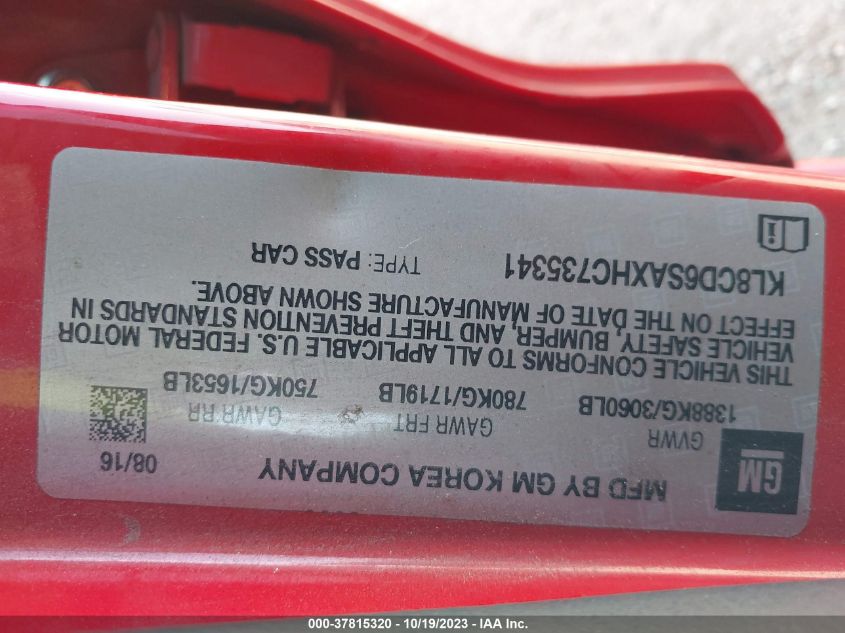 MFD BY GM KOREA COMPANY
08/16
GM
GVWR GAWR FRT GAWR RR
1388KG/3060LB 780KG/1719LB 750KG/1653LB
THIS VEHICLE CONFORMS TO ALL APPLICABLE U.S. FEDERAL MOTOR
VEHICLE SAFETY, BUMPER, AND THEFT PREVENTION STANDARDS IN
EFFECT ON THE DATE OF MANUFACTURE SHOWN ABOVE.
KL8CD6SAXHC735341 TYPE: PASS CAR
000-37815320 - 10/19/2023 - IAA Inc.